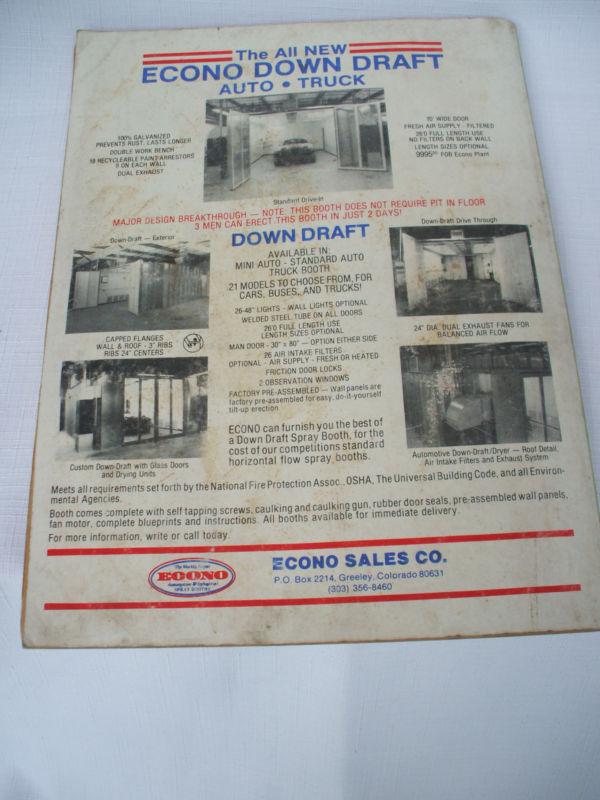 The All NEW
ECONO DOWN DRAFT
AUTO • TRUCK
100% GALVANIZED
PREVENTS RUST, LASTS LONGER
DOUBLE WORK BENCH
18 RECYCLEABLE PAINT ARRESTORS
9 ON EACH WALL
DUAL EXHAUST
10' WIDE DOOR
FRESH AIR SUPPLY - FILTERED
26'0 FULL LENGTH USE
NO FILTERS ON BACK WALL
LENGTH SIZES OPTIONAL
9995⁰⁰ FOB Econo Plant
Standard Drive-In
MAJOR DESIGN BREAKTHROUGH — NOTE: THIS BOOTH DOES NOT REQUIRE PIT IN FLOOR
3 MEN CAN ERECT THIS BOOTH IN JUST 2 DAYS!
Down-Draft — Exterior
DOWN DRAFT
Down-Draft Drive Through
AVAILABLE IN:
MINI AUTO - STANDARD AUTO
TRUCK BOOTH
21 MODELS TO CHOOSE FROM, FOR
CARS, BUSES, AND TRUCKS!
26-48" LIGHTS - WALL LIGHTS OPTIONAL
WELDED STEEL TUBE ON ALL DOORS
26'0 FULL LENGTH USE
LENGTH SIZES OPTIONAL
MAN DOOR - 30" x 80" — OPTION EITHER SIDE
26 AIR INTAKE FILTERS
OPTIONAL - AIR SUPPLY - FRESH OR HEATED
FRICTION DOOR LOCKS
2 OBSERVATION WINDOWS
FACTORY PRE-ASSEMBLED — Wall panels are
factory pre-assembled for easy, do-it-yourself
tilt-up erection.
CAPPED FLANGES
WALL & ROOF - 3" RIBS
RIBS 24" CENTERS
24" DIA. DUAL EXHAUST FANS FOR
BALANCED AIR FLOW
ECONO can furnish you the best of
a Down Draft Spray Booth, for the
cost of our competitions standard
horizontal flow spray booths.
Custom Down-Draft with Glass Doors
and Drying Units
Automotive Down-Draft/Dryer — Roof Detail,
Air Intake Filters and Exhaust System
Meets all requirements set forth by the National Fire Protection Assoc., OSHA, The Universal Building Code, and all Environ-
mental Agencies.
Booth comes complete with self tapping screws, caulking and caulking gun, rubber door seals, pre-assembled wall panels,
fan motor, complete blueprints and instructions. All booths available for immediate delivery.
For more information, write or call today.
The World's Finest
ECONO
Automotive & Industrial
SPRAY BOOTHS
ECONO SALES CO.
P.O. Box 2214, Greeley, Colorado 80631
(303) 356-8460